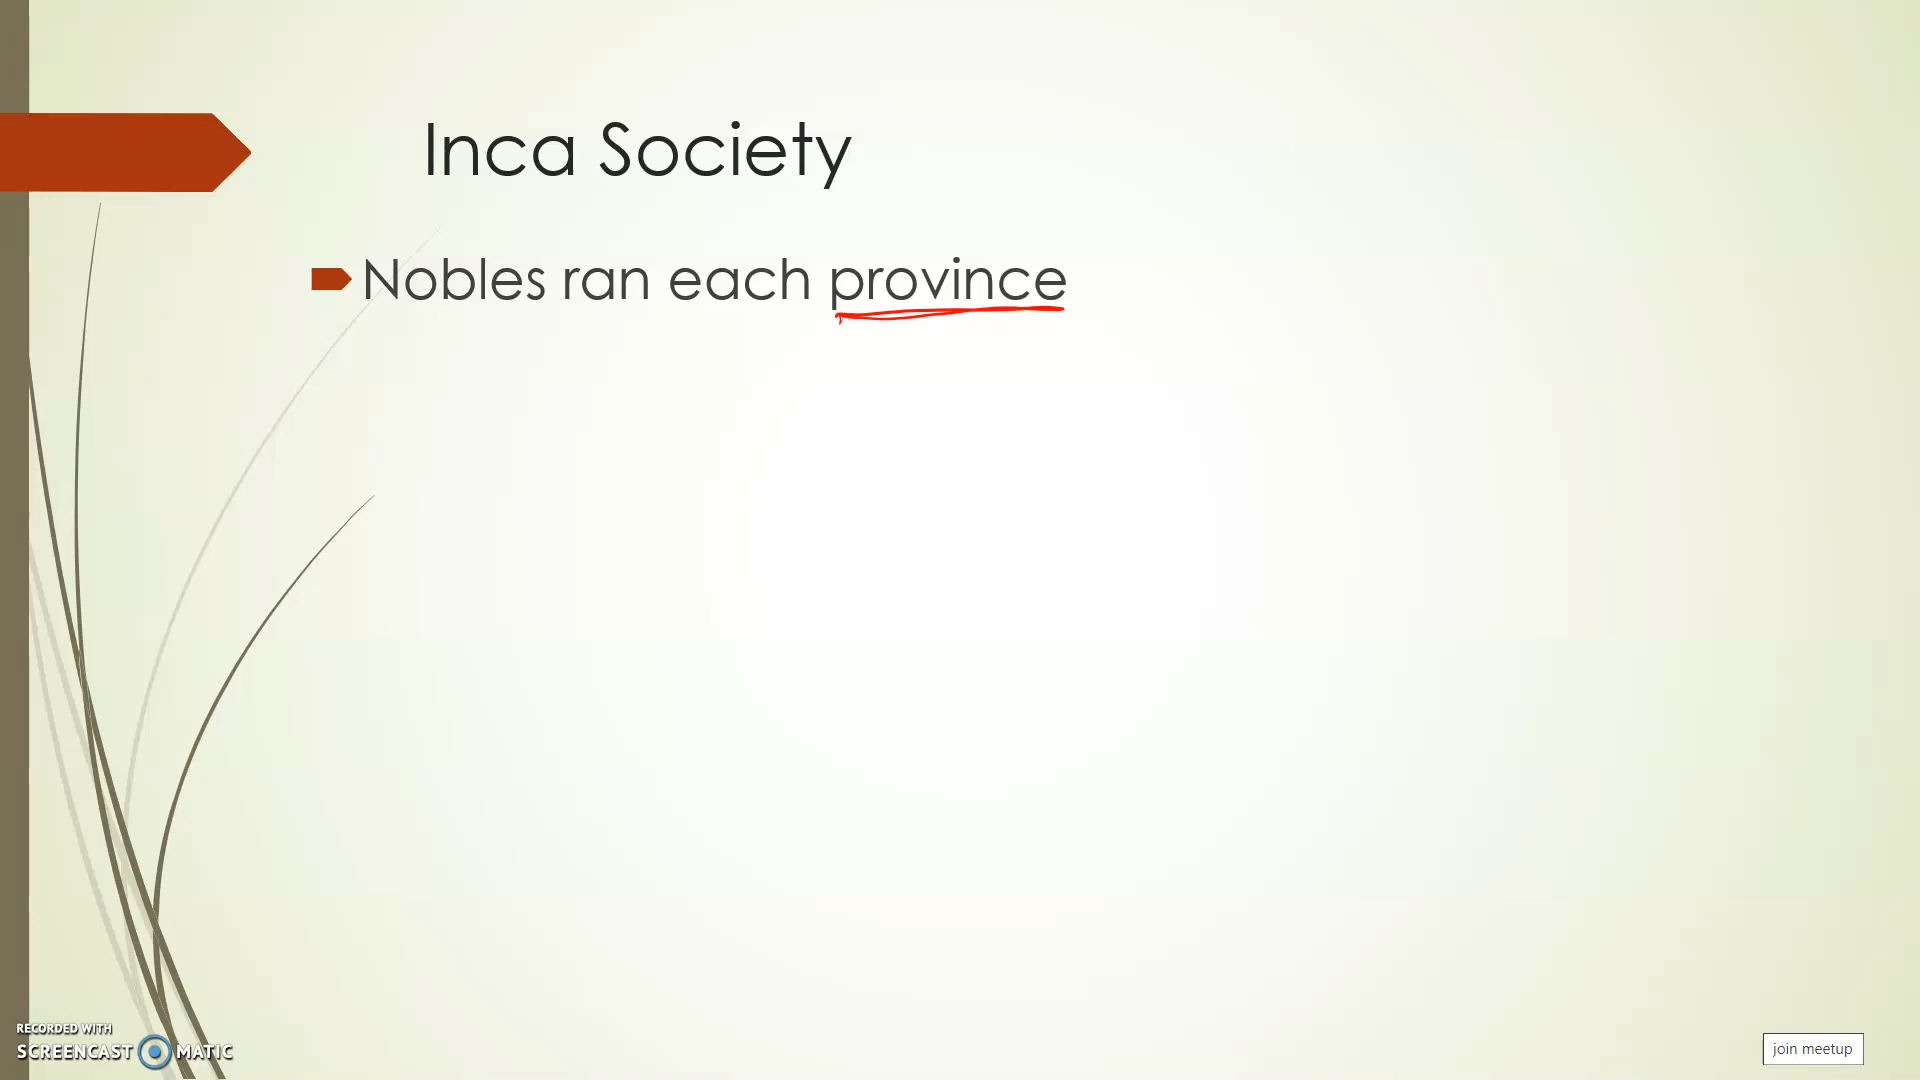 Inca Society
Nobles ran each province
RECORDED WITH
SCREENCAST MATIC
join meetup